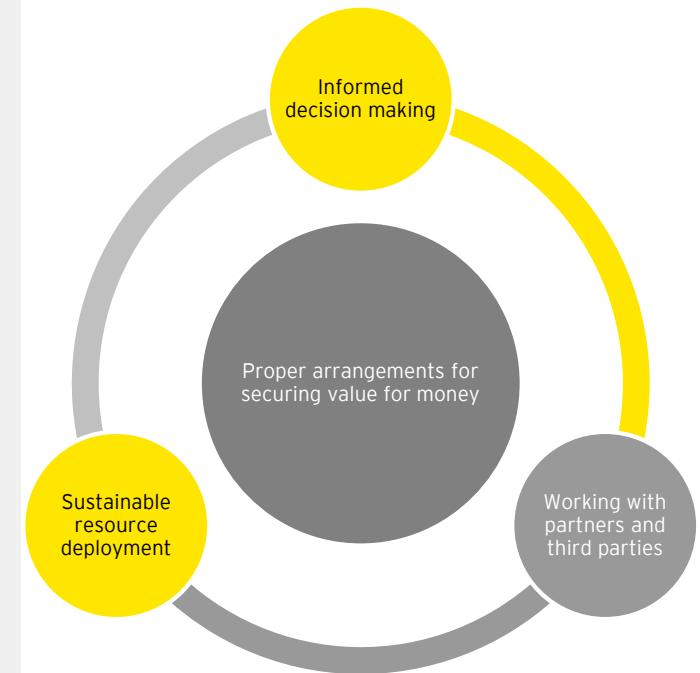 Informed
decision making
Proper arrangements for
securing value for money
Sustainable
resource
deployment
Working with
partners and
third parties